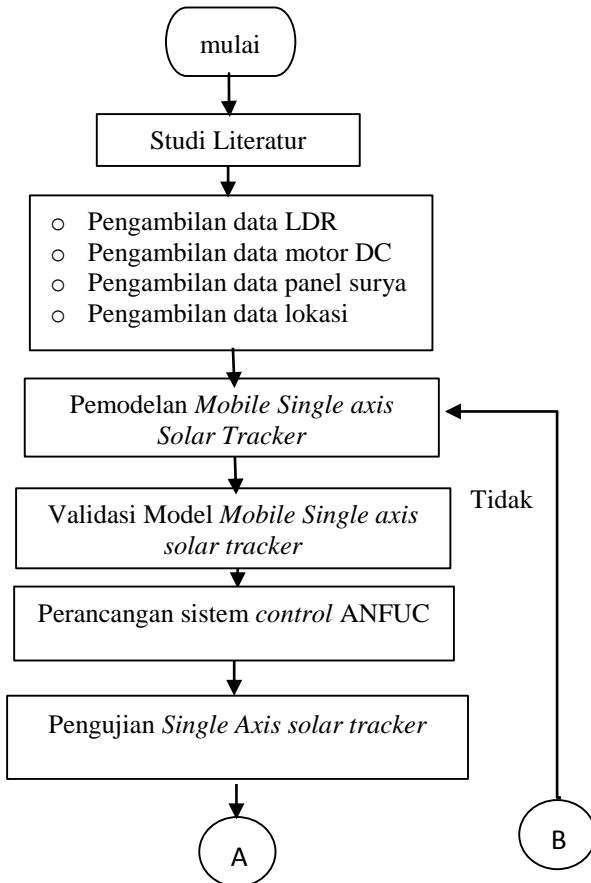 mulai
Studi Literatur
o Pengambilan data LDR
o Pengambilan data motor DC
o Pengambilan data panel surya
o Pengambilan data lokasi
Pemodelan Mobile Single axis
Solar Tracker
Tidak
Validasi Model Mobile Single axis
solar tracker
Perancangan sistem control ANFUC
Pengujian Single Axis solar tracker
A
B